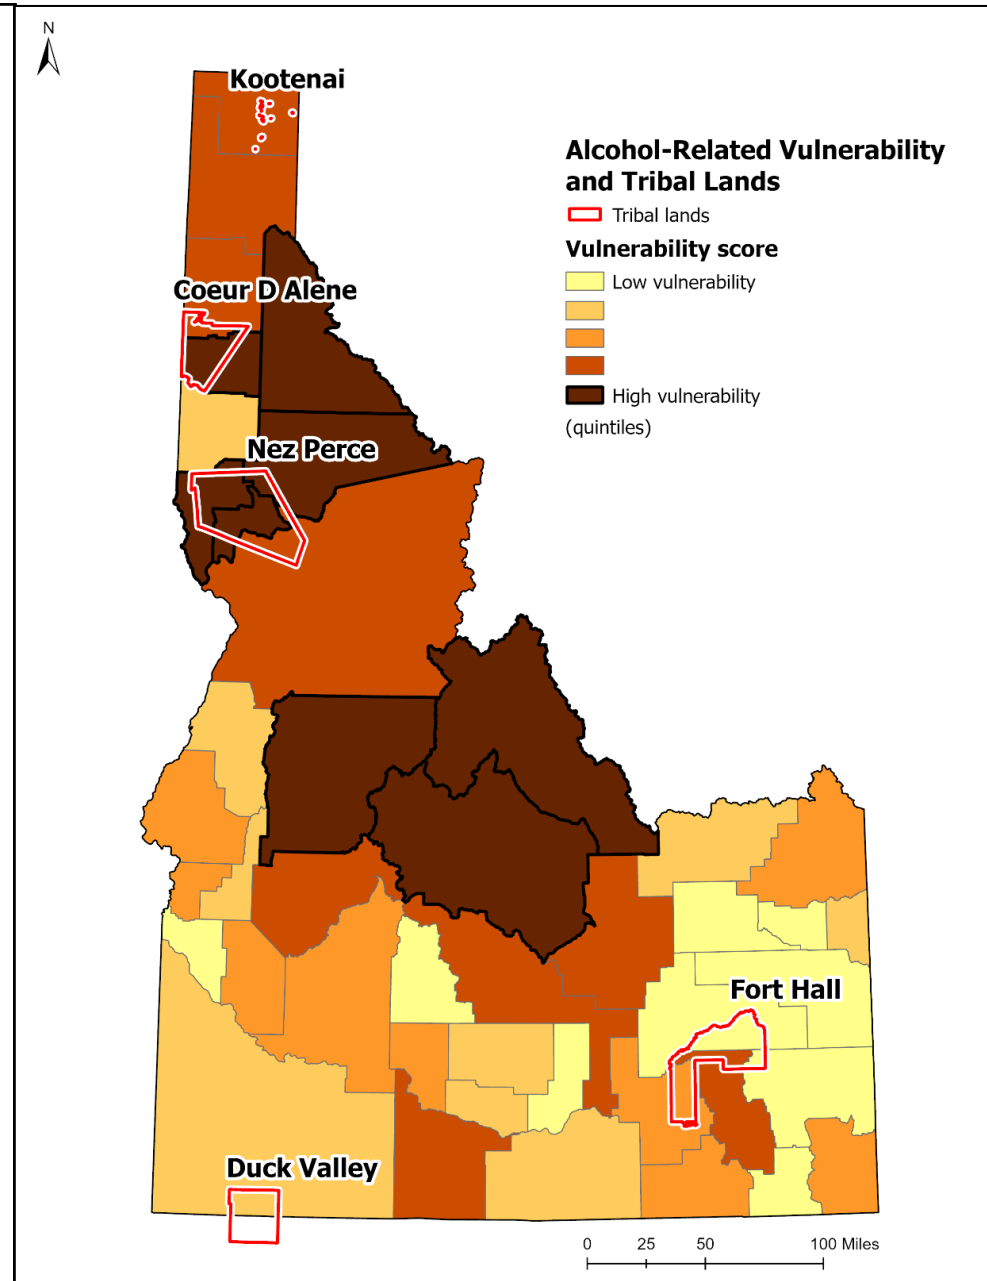 N
Kootenai
Alcohol-Related Vulnerability
and Tribal Lands
Tribal lands
Vulnerability score
Low vulnerability
High vulnerability
(quintiles)
Coeur D Alene
Nez Perce
Fort Hall
Duck Valley
0 25 50 100 Miles